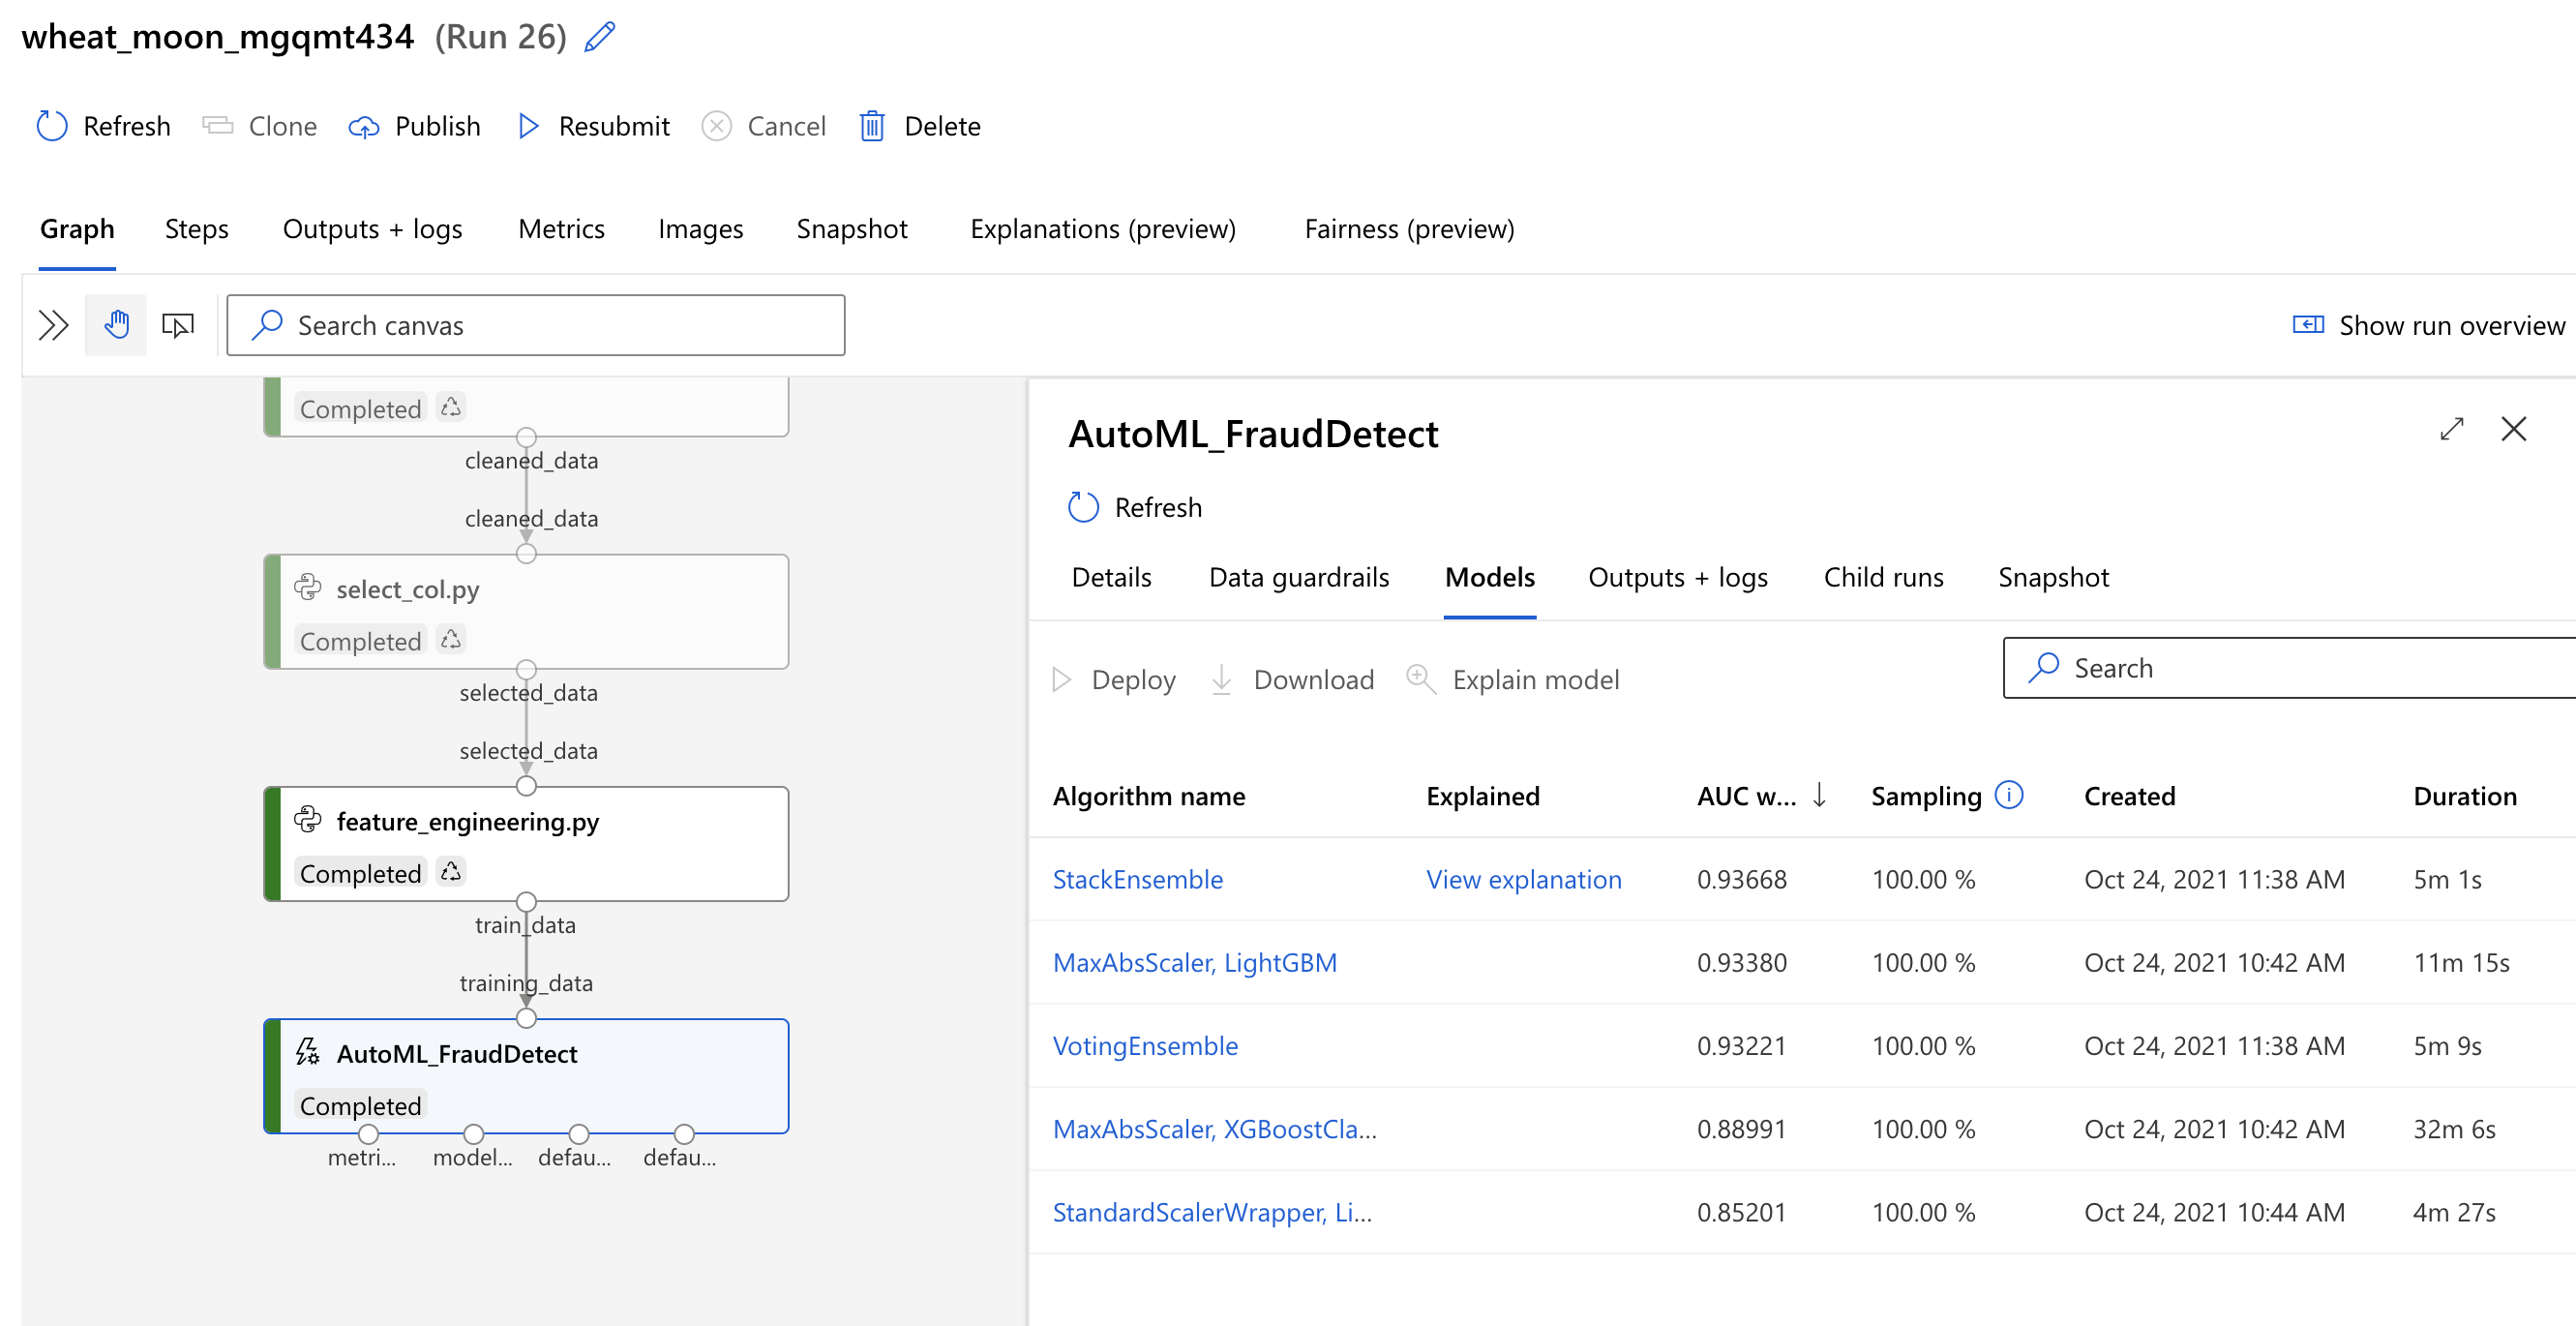 wheat_moon_mgqmt434 (Run 26)
Refresh Clone Publish Resubmit Cancel Delete
Graph Steps Outputs + logs Metrics Images Snapshot Explanations (preview) Fairness (preview)
Search canvas Show run overview
Completed
cleaned_data
cleaned_data
select_col.py
Completed
selected_data
selected_data
feature_engineering.py
Completed
train_data
training_data
AutoML_FraudDetect
Completed
metri... model... defau... defau...
AutoML_FraudDetect
Refresh
Details Data guardrails Models Outputs + logs Child runs Snapshot
Deploy Download Explain model Search
Algorithm name Explained AUC w... Sampling Created Duration
StackEnsemble View explanation 0.93668 100.00 % Oct 24, 2021 11:38 AM 5m 1s
MaxAbsScaler, LightGBM 0.93380 100.00 % Oct 24, 2021 10:42 AM 11m 15s
VotingEnsemble 0.93221 100.00 % Oct 24, 2021 11:38 AM 5m 9s
MaxAbsScaler, XGBoostCla... 0.88991 100.00 % Oct 24, 2021 10:42 AM 32m 6s
StandardScalerWrapper, Li... 0.85201 100.00 % Oct 24, 2021 10:44 AM 4m 27s